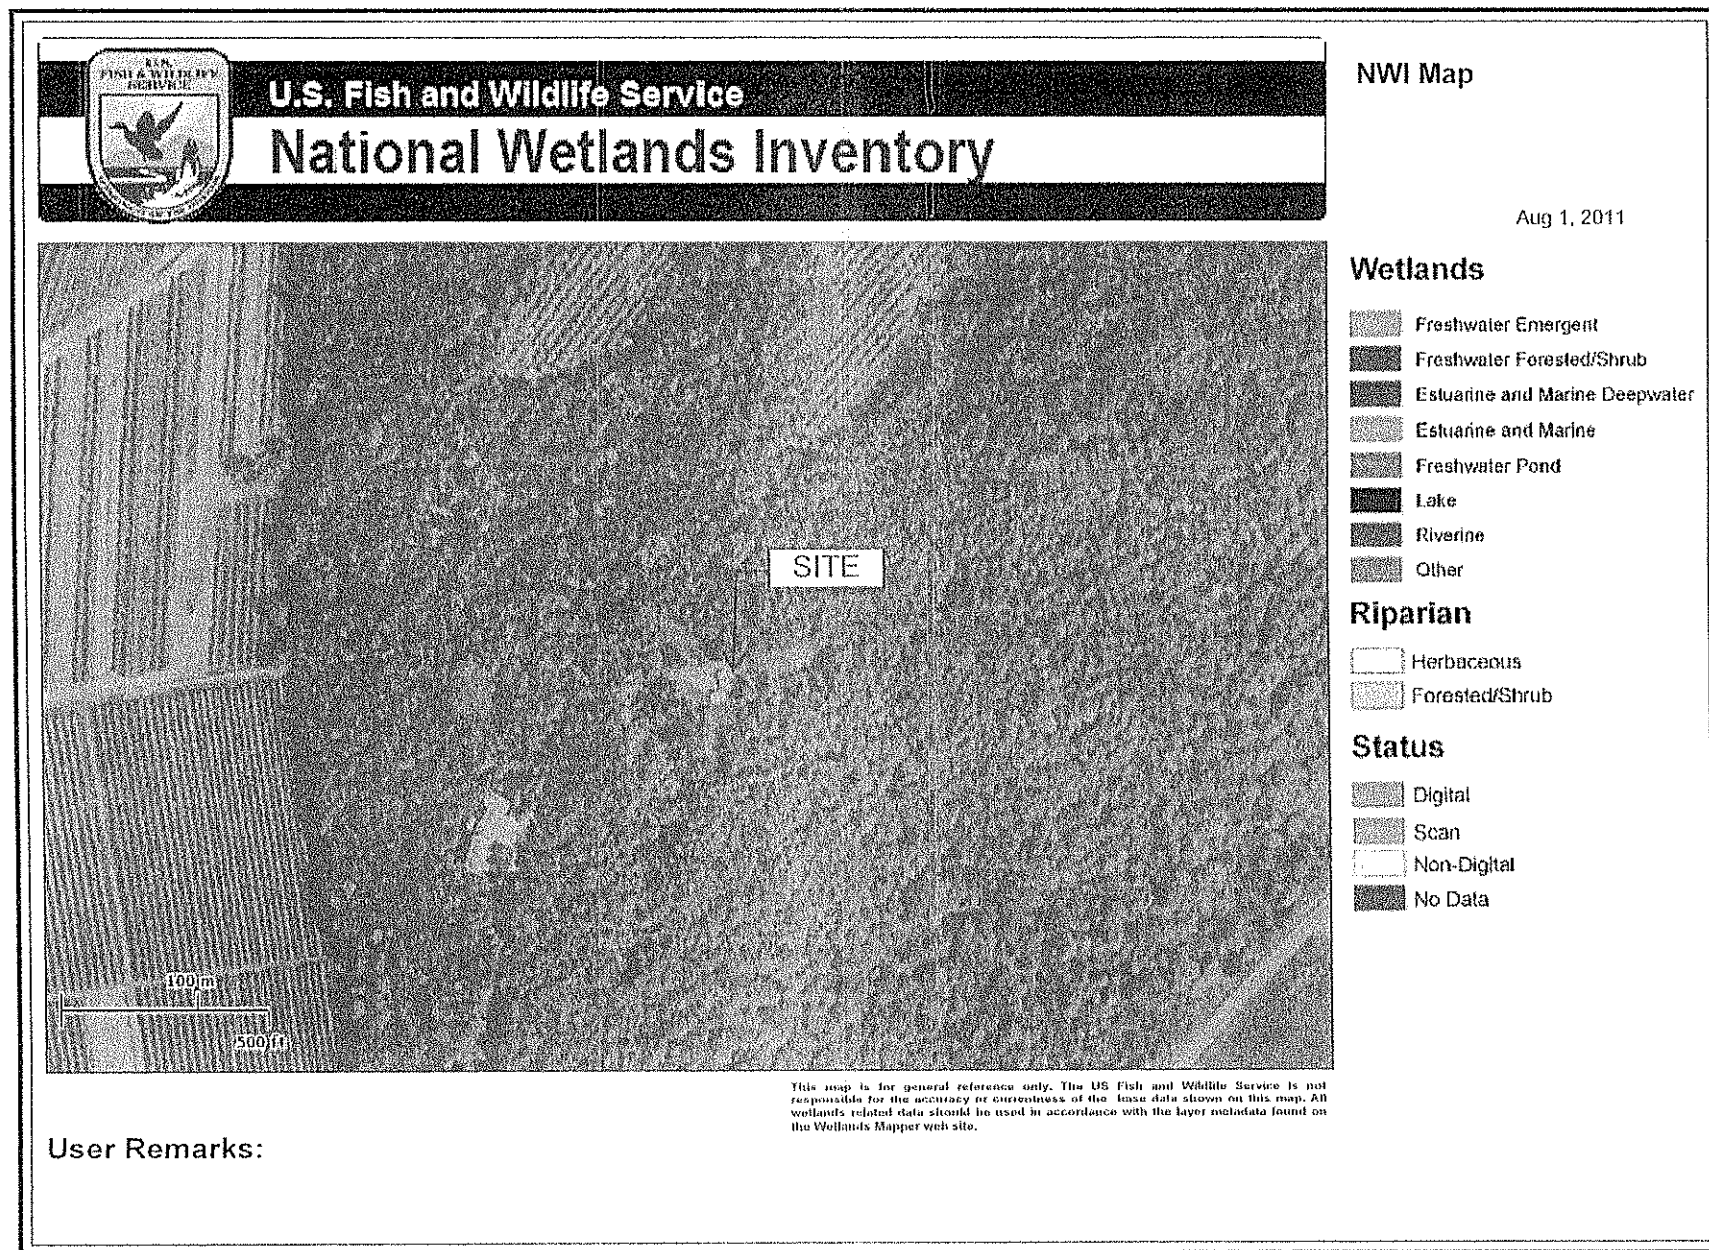 U.S.
FISH & WILDLIFE
SERVICE
U.S. Fish and Wildlife Service
National Wetlands Inventory
NWI Map
Aug 1, 2011
Wetlands
Freshwater Emergent
Freshwater Forested/Shrub
Estuarine and Marine Deepwater
Estuarine and Marine
Freshwater Pond
Lake
Riverine
Other
Riparian
Herbaceous
Forested/Shrub
Status
Digital
Scan
Non-Digital
No Data
SITE
100 m
500 ft
This map is for general reference only. The US Fish and Wildlife Service is not
responsible for the accuracy or currentness of the base data shown on this map. All
wetlands related data should be used in accordance with the layer metadata found on
the Wetlands Mapper web site.
User Remarks: